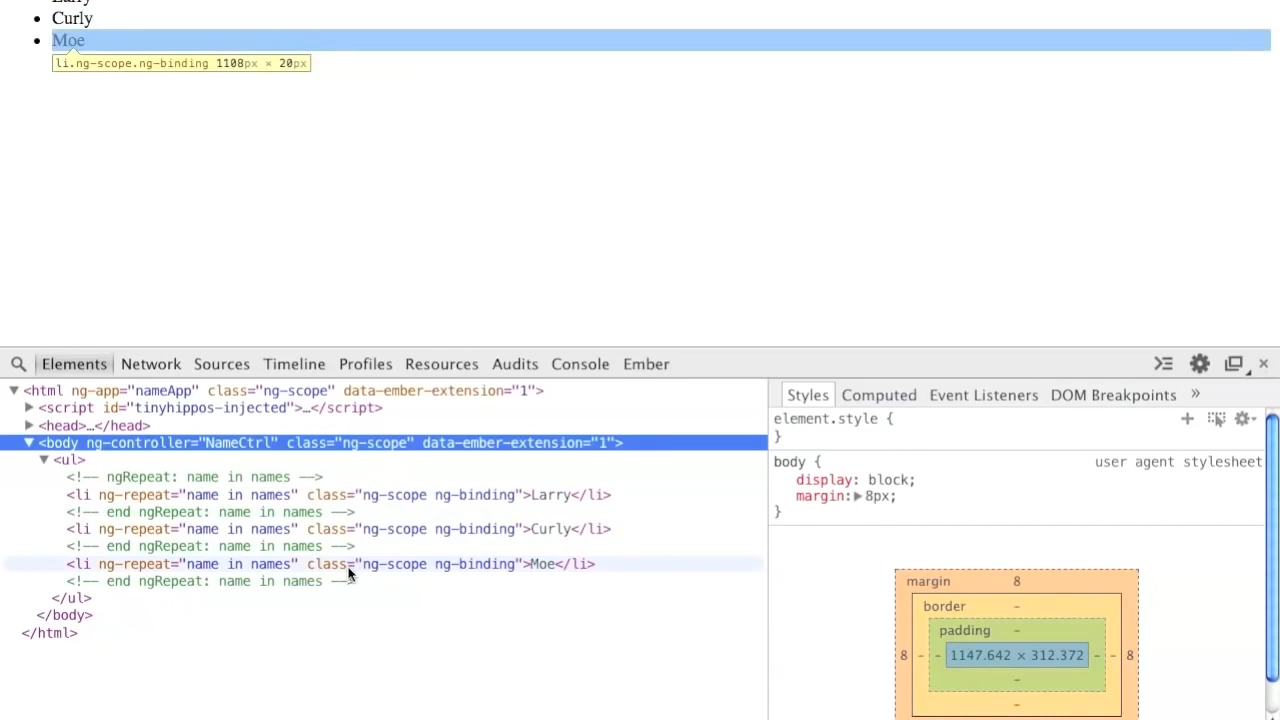 Larry
Curly
Moe
li.ng-scope.ng-binding 1108px × 20px
Elements Network Sources Timeline Profiles Resources Audits Console Ember
<html ng-app="nameApp" class="ng-scope" data-ember-extension="1">
<script id="tinyhippos-injected">…</script>
<head>…</head>
<body ng-controller="NameCtrl" class="ng-scope" data-ember-extension="1">
<ul>
<!-- ngRepeat: name in names -->
<li ng-repeat="name in names" class="ng-scope ng-binding">Larry</li>
<!-- end ngRepeat: name in names -->
<li ng-repeat="name in names" class="ng-scope ng-binding">Curly</li>
<!-- end ngRepeat: name in names -->
<li ng-repeat="name in names" class="ng-scope ng-binding">Moe</li>
<!-- end ngRepeat: name in names -->
</ul>
</body>
</html>
Styles Computed Event Listeners DOM Breakpoints »
element.style {
}
body { user agent stylesheet
display: block;
margin: 8px;
}
margin 8
border -
padding -
8 - - 1147.642 × 312.372 - - 8
-
-